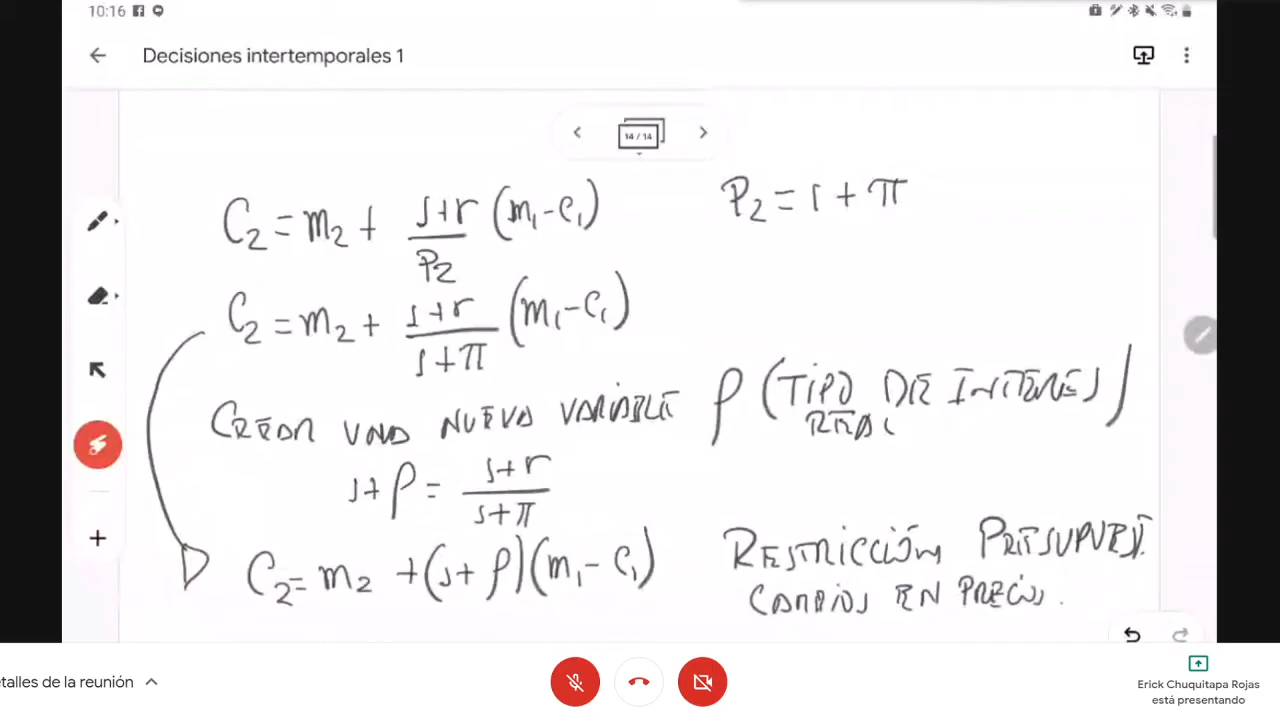 10:16
Decisiones intertemporales 1
14 / 14
C₂ = m₂ + (1+r)/P₂ (m₁ - c₁)
P₂ = 1 + π
C₂ = m₂ + (1+r)/(1+π) (m₁ - c₁)
CREAR UNA NUEVA VARIABLE ρ (TIPO DE INTERES REAL)
1 + ρ = (1+r)/(1+π)
C₂ = m₂ + (1 + ρ)(m₁ - c₁)
RESTRICCIÓN PRESUPUEST.
CAMBIOS EN PRECIOS.
etalles de la reunión
Erick Chuquitapa Rojas
está presentando